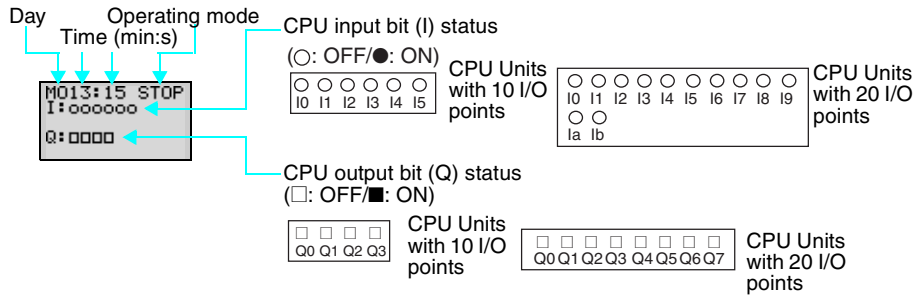 Day
Operating mode
Time (min:s)
MO13:15 STOP
I:oooooo
Q:□□□□
CPU input bit (I) status
(○: OFF/●: ON)
I0 I1 I2 I3 I4 I5
CPU Units
with 10 I/O
points
I0 I1 I2 I3 I4 I5 I6 I7 I8 I9
Ia Ib
CPU Units
with 20 I/O
points
CPU output bit (Q) status
(□: OFF/■: ON)
Q0 Q1 Q2 Q3
CPU Units
with 10 I/O
points
Q0 Q1 Q2 Q3 Q4 Q5 Q6 Q7
CPU Units
with 20 I/O
points